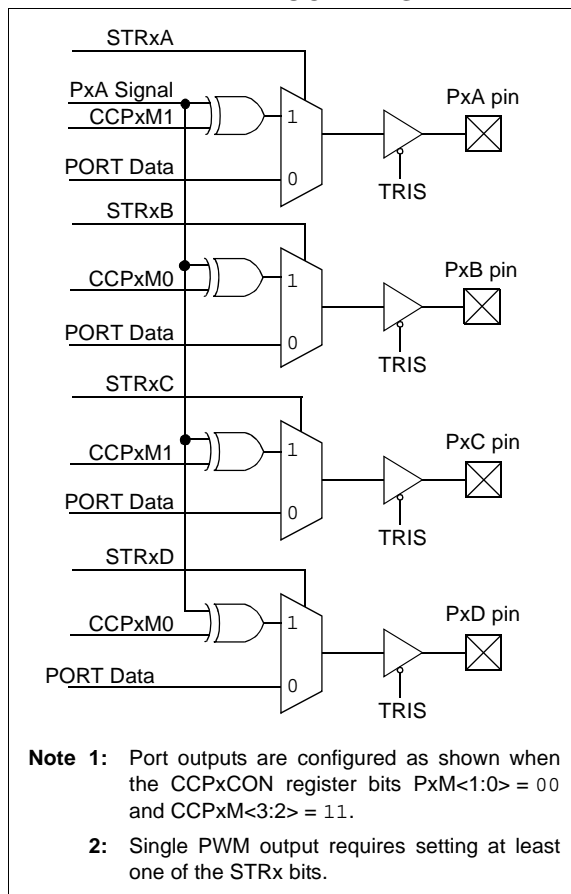 STRxA
PxA Signal
CCPxM1
1
PORT Data
0
TRIS
PxA pin
STRxB
CCPxM0
1
PORT Data
0
TRIS
PxB pin
STRxC
CCPxM1
1
PORT Data
0
TRIS
PxC pin
STRxD
CCPxM0
1
PORT Data
0
TRIS
PxD pin
Note 1: Port outputs are configured as shown when
the CCPxCON register bits PxM<1:0> = 00
and CCPxM<3:2> = 11.
2: Single PWM output requires setting at least
one of the STRx bits.